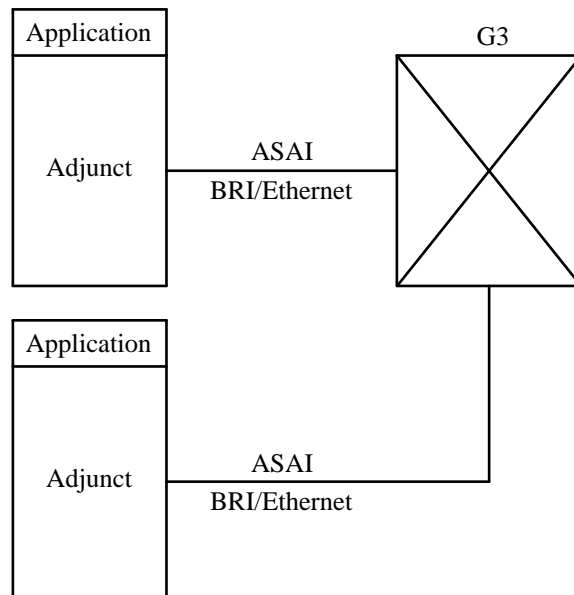 Application
G3
Adjunct
ASAI
BRI/Ethernet
Application
Adjunct
ASAI
BRI/Ethernet